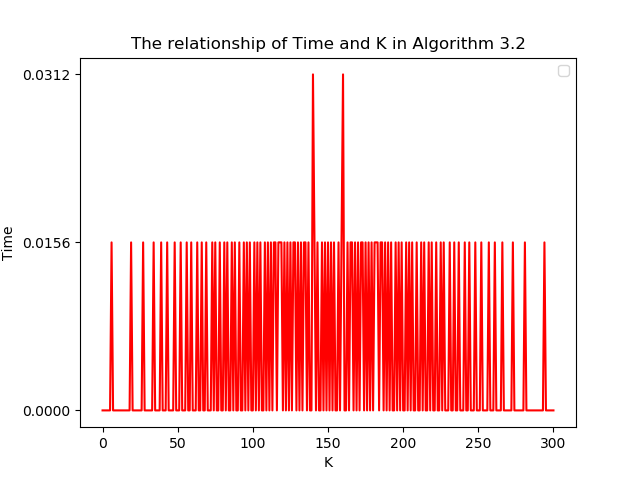 The relationship of Time and K in Algorithm 3.2
0.0312
0.0156
0.0000
Time
0 50 100 150 200 250 300
K